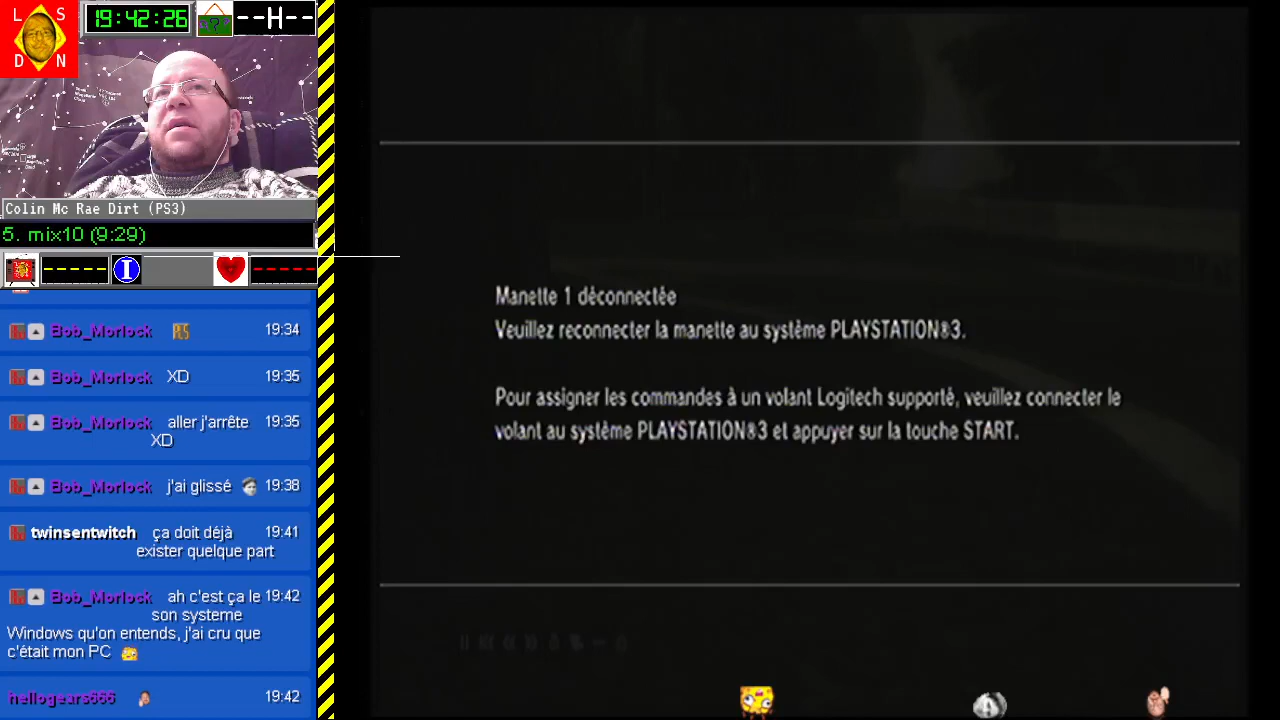 L S
D N
19:42:26
--H--
Colin Mc Rae Dirt (PS3)
5. mix10 (9:29)
-----
I
-----
Bob_Morlock 19:34
Bob_Morlock XD 19:35
Bob_Morlock aller j'arrête 19:35
XD
Bob_Morlock j'ai glissé 19:38
twinsentwitch ça doit déjà 19:41
exister quelque part
Bob_Morlock ah c'est ça le 19:42
son systeme
Windows qu'on entends, j'ai cru que
c'était mon PC
hellogears666 19:42
Manette 1 déconnectée
Veuillez reconnecter la manette au système PLAYSTATION®3.
Pour assigner les commandes à un volant Logitech supporté, veuillez connecter le
volant au système PLAYSTATION®3 et appuyer sur la touche START.